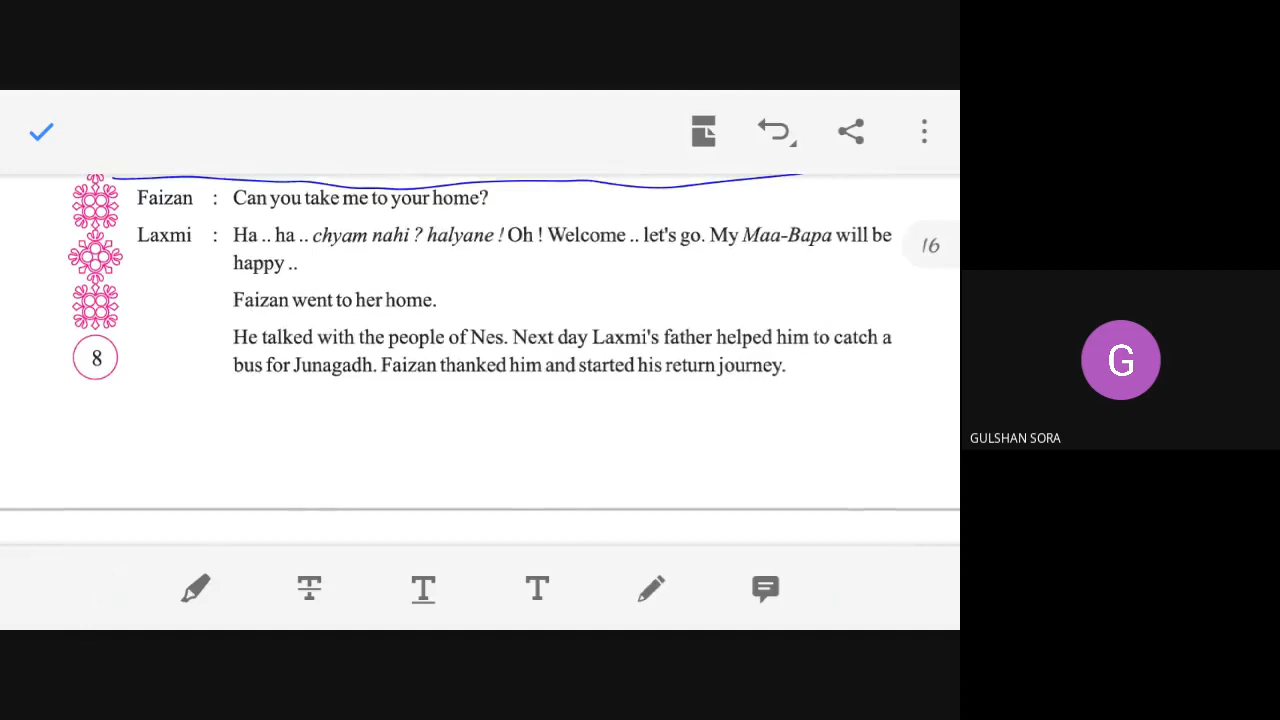 Faizan : Can you take me to your home?
Laxmi : Ha .. ha .. chyam nahi ? halyane ! Oh ! Welcome .. let's go. My Maa-Bapa will be
happy ..
16
Faizan went to her home.
He talked with the people of Nes. Next day Laxmi's father helped him to catch a
bus for Junagadh. Faizan thanked him and started his return journey.
8
G
GULSHAN SORA
T
T
T